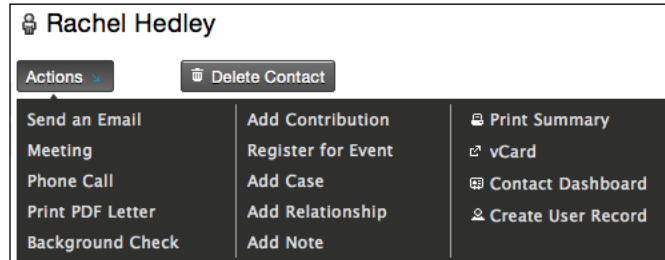 Rachel Hedley
Actions
Delete Contact
Send an Email
Meeting
Phone Call
Print PDF Letter
Background Check
Add Contribution
Register for Event
Add Case
Add Relationship
Add Note
Print Summary
vCard
Contact Dashboard
Create User Record